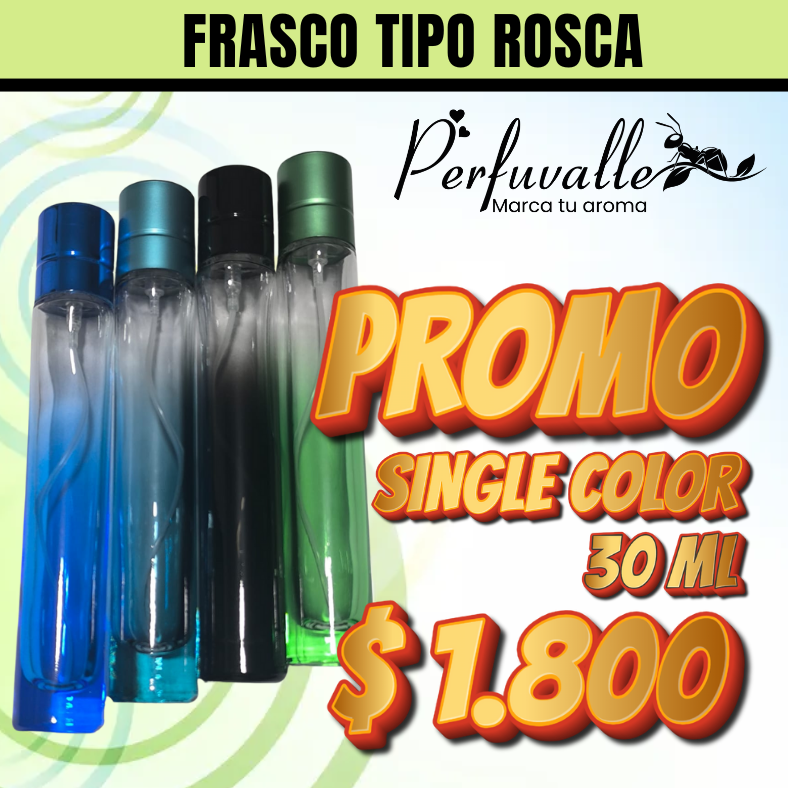 FRASCO TIPO ROSCA
Perfuvalle
Marca tu aroma
PROMO
SINGLE COLOR
30 ML
$ 1.800